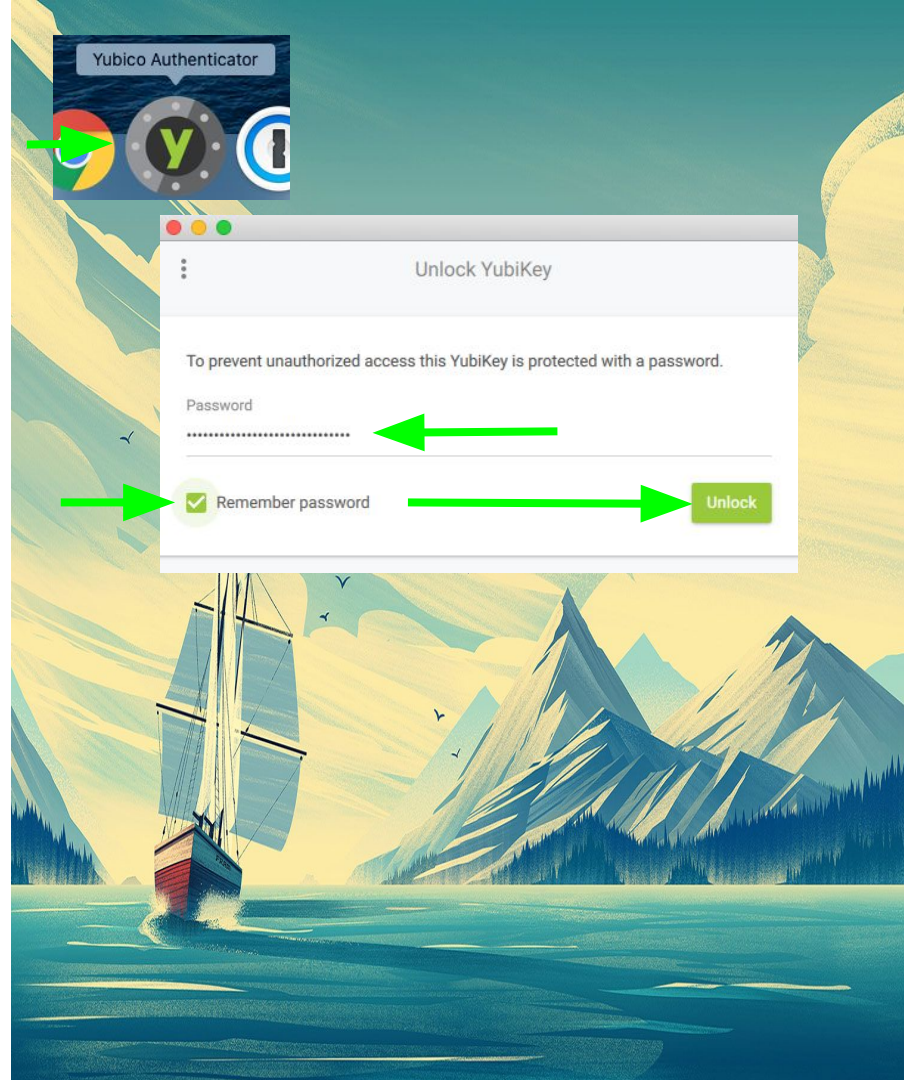 Yubico Authenticator
Unlock YubiKey
To prevent unauthorized access this YubiKey is protected with a password.
Password
••••••••••••••••••••••••••••••
Remember password
Unlock